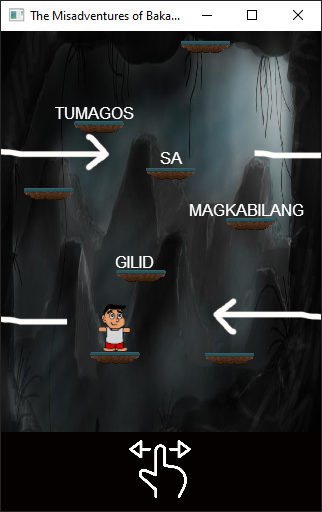 The Misadventures of Baka...
TUMAGOS
SA
MAGKABILANG
GILID